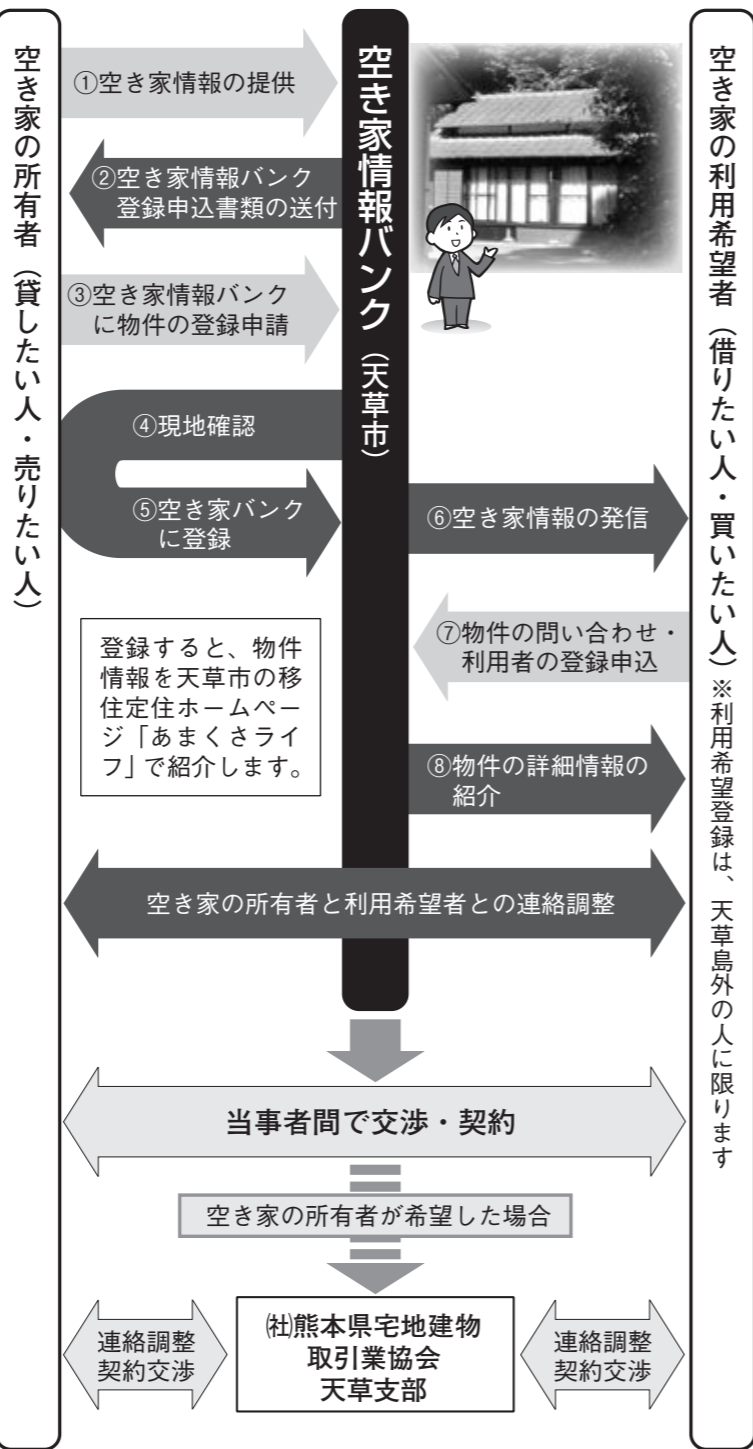 空き家の所有者（貸したい人・売りたい人）
①空き家情報の提供
②空き家情報バンク
登録申込書類の送付
③空き家情報バンク
に物件の登録申請
④現地確認
⑤空き家バンク
に登録
登録すると、物件
情報を天草市の移
住定住ホームペー
ジ「あまくさライ
フ」で紹介します。
空き家情報バンク（天草市）
⑥空き家情報の発信
⑦物件の問い合わせ・
利用者の登録申込
⑧物件の詳細情報の
紹介
空き家の利用希望者（借りたい人・買いたい人）※利用希望登録は、天草島外の人に限ります
空き家の所有者と利用希望者との連絡調整
当事者間で交渉・契約
空き家の所有者が希望した場合
連絡調整
契約交渉
㈳熊本県宅地建物
取引業協会
天草支部
連絡調整
契約交渉